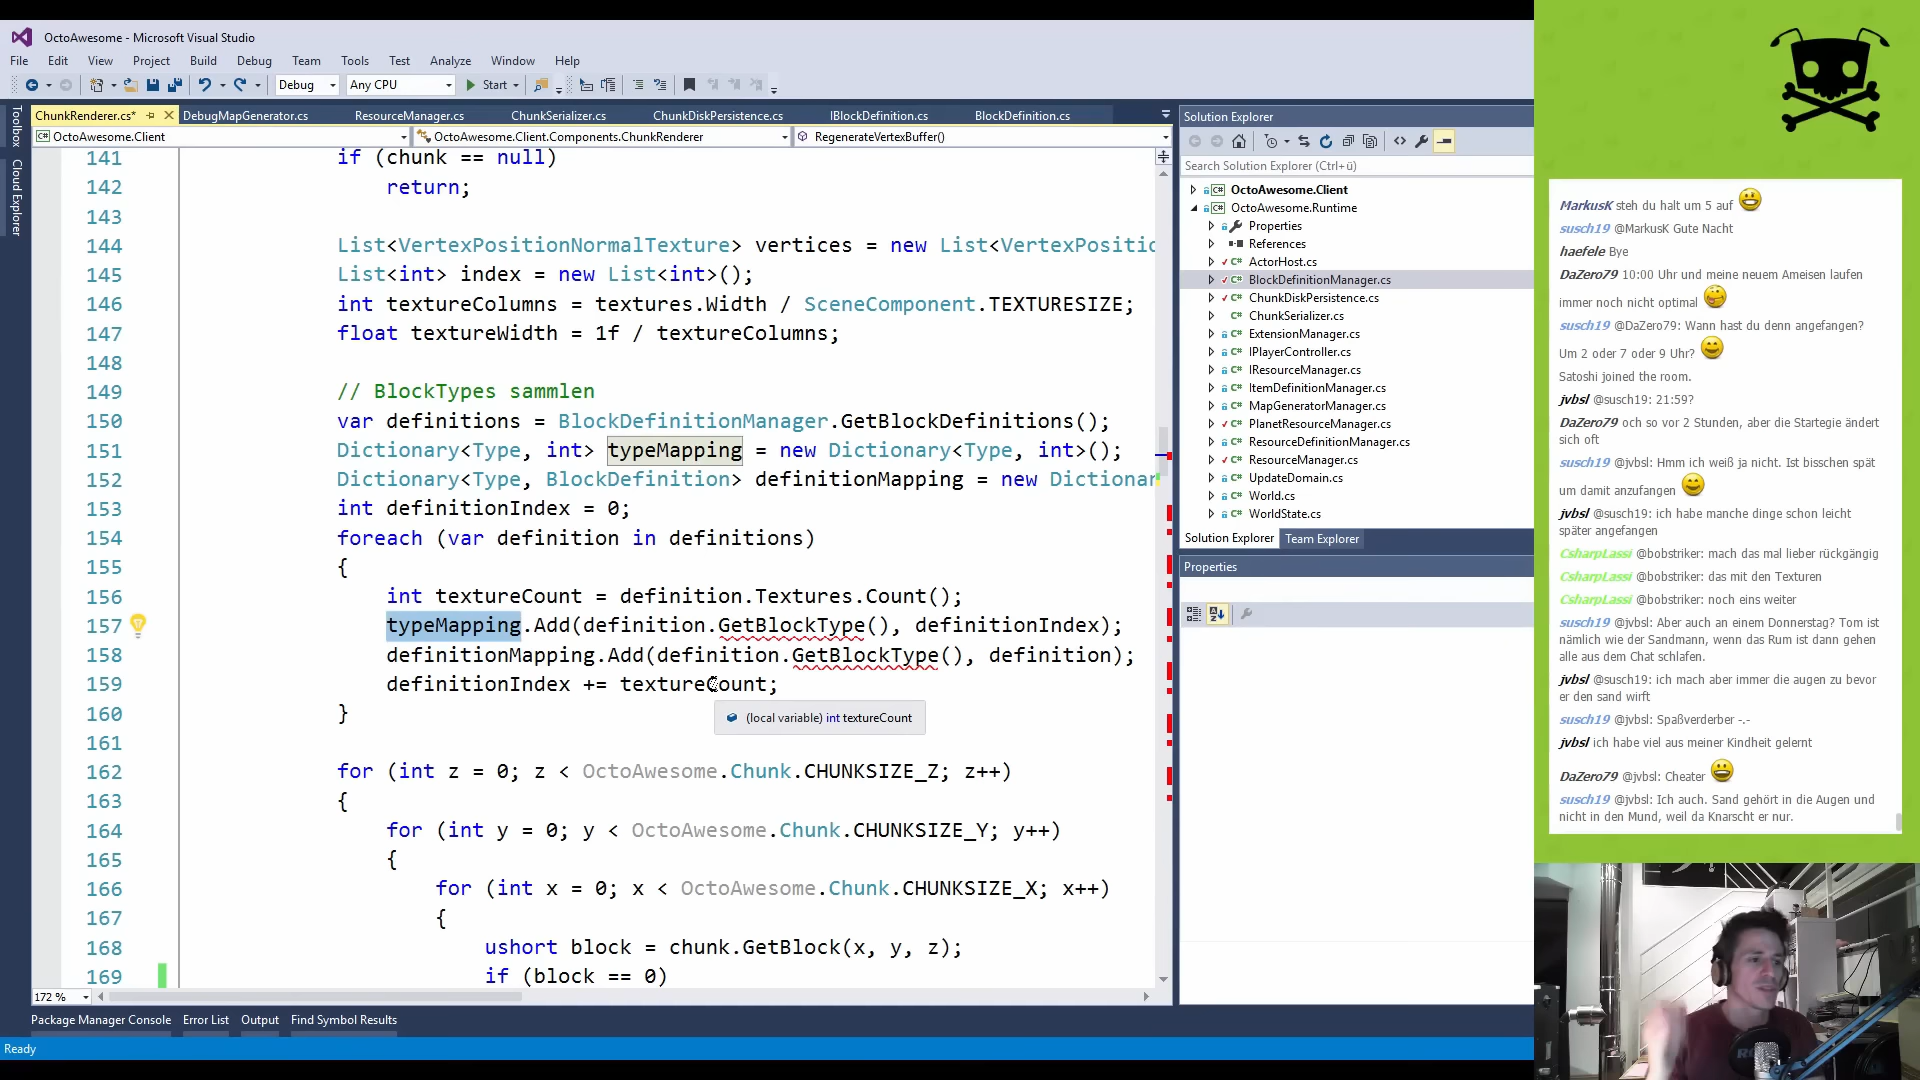 OctoAwesome - Microsoft Visual Studio
File Edit View Project Build Debug Team Tools Test Analyze Window Help
Debug Any CPU Start
ChunkRenderer.cs* DebugMapGenerator.cs ResourceManager.cs ChunkSerializer.cs ChunkDiskPersistence.cs IBlockDefinition.cs BlockDefinition.cs
OctoAwesome.Client OctoAwesome.Client.Components.ChunkRenderer RegenerateVertexBuffer()
Toolbox
Cloud Explorer
141 if (chunk == null)
142 return;
143
144 List<VertexPositionNormalTexture> vertices = new List<VertexPositic
145 List<int> index = new List<int>();
146 int textureColumns = textures.Width / SceneComponent.TEXTURESIZE;
147 float textureWidth = 1f / textureColumns;
148
149 // BlockTypes sammlen
150 var definitions = BlockDefinitionManager.GetBlockDefinitions();
151 Dictionary<Type, int> typeMapping = new Dictionary<Type, int>();
152 Dictionary<Type, BlockDefinition> definitionMapping = new Dictionar
153 int definitionIndex = 0;
154 foreach (var definition in definitions)
155 {
156 int textureCount = definition.Textures.Count();
157 typeMapping.Add(definition.GetBlockType(), definitionIndex);
158 definitionMapping.Add(definition.GetBlockType(), definition);
159 definitionIndex += textureCount;
160 }
(local variable) int textureCount
161
162 for (int z = 0; z < OctoAwesome.Chunk.CHUNKSIZE_Z; z++)
163 {
164 for (int y = 0; y < OctoAwesome.Chunk.CHUNKSIZE_Y; y++)
165 {
166 for (int x = 0; x < OctoAwesome.Chunk.CHUNKSIZE_X; x++)
167 {
168 ushort block = chunk.GetBlock(x, y, z);
169 if (block == 0)
172 %
Package Manager Console Error List Output Find Symbol Results
Ready
Solution Explorer
Search Solution Explorer (Ctrl+ü)
OctoAwesome.Client
OctoAwesome.Runtime
Properties
References
ActorHost.cs
BlockDefinitionManager.cs
ChunkDiskPersistence.cs
ChunkSerializer.cs
ExtensionManager.cs
IPlayerController.cs
IResourceManager.cs
ItemDefinitionManager.cs
MapGeneratorManager.cs
PlanetResourceManager.cs
ResourceDefinitionManager.cs
ResourceManager.cs
UpdateDomain.cs
World.cs
WorldState.cs
Solution Explorer Team Explorer
Properties
MarkusK steh du halt um 5 auf
susch19 @MarkusK Gute Nacht
haefele Bye
DaZero79 10:00 Uhr und meine neuem Ameisen laufen
immer noch nicht optimal
susch19 @DaZero79: Wann hast du denn angefangen?
Um 2 oder 7 oder 9 Uhr?
Satoshi joined the room.
jvbsl @susch19: 21:59?
DaZero79 och so vor 2 Stunden, aber die Startegie ändert
sich oft
susch19 @jvbsl: Hmm ich weiß ja nicht. Ist bisschen spät
um damit anzufangen
jvbsl @susch19: ich habe manche dinge schon leicht
später angefangen
CsharpLassi @bobstriker: mach das mal lieber rückgängig
CsharpLassi @bobstriker: das mit den Texturen
CsharpLassi @bobstriker: noch eins weiter
susch19 @jvbsl: Aber auch an einem Donnerstag? Tom ist
nämlich wie der Sandmann, wenn das Rum ist dann gehen
alle aus dem Chat schlafen.
jvbsl @susch19: ich mach aber immer die augen zu bevor
er den sand wirft
susch19 @jvbsl: Spaßverderber -.-
jvbsl ich habe viel aus meiner Kindheit gelernt
DaZero79 @jvbsl: Cheater
susch19 @jvbsl: Ich auch. Sand gehört in die Augen und
nicht in den Mund, weil da Knarscht er nur.